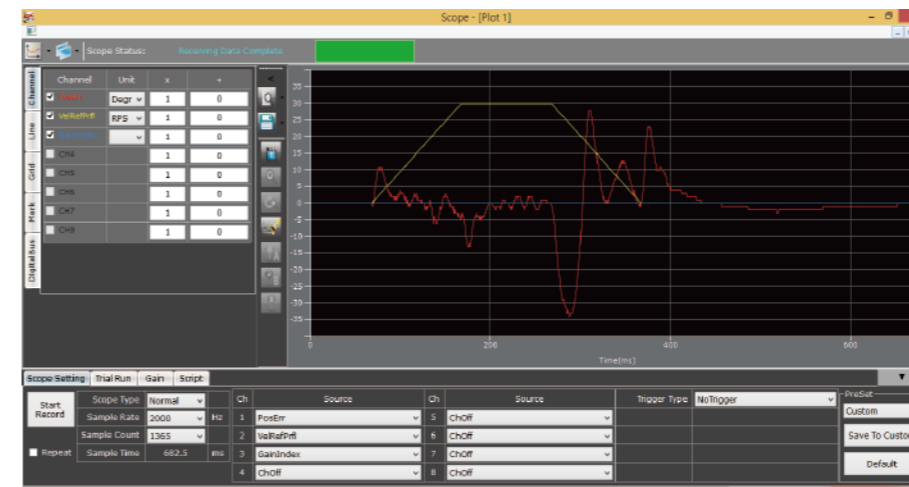 Scope - [Plot 1]
Scope Status: Receiving Data Complete
Channel Unit x +
PosErr Degr 1 0
VelRefPrfl RPS 1 0
GainIndex 1 0
CH4 1 0
CH5 1 0
CH6 1 0
CH7 1 0
CH8 1 0
Channel
Line
Grid
Mark
DigitalBus
35
30
25
20
15
10
5
0
-5
-10
-15
-20
-25
-30
-35
0 200 400 600
Time(ms)
Scope Setting Trial Run Gain Script
Start Record
Repeat
Scope Type Normal
Sample Rate 2000 Hz
Sample Count 1365
Sample Time 682.5 ms
Ch Source Ch Source
1 PosErr 5 ChOff
2 VelRefPrfl 6 ChOff
3 GainIndex 7 ChOff
4 ChOff 8 ChOff
Trigger Type NoTrigger
PreSet
Custom
Save To Custo
Default